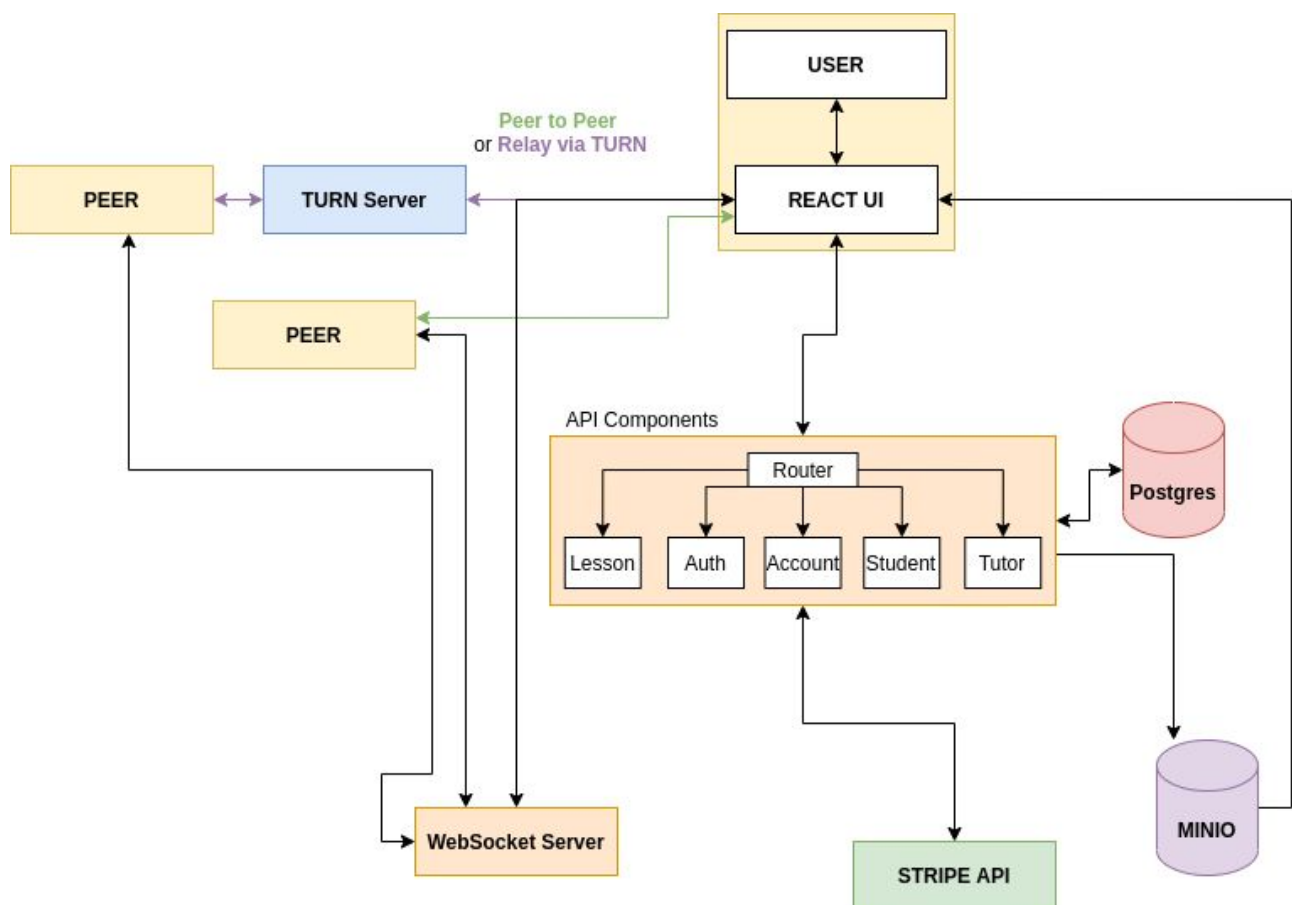 USER
Peer to Peer
or Relay via TURN
PEER
TURN Server
REACT UI
PEER
API Components
Router
Postgres
Lesson
Auth
Account
Student
Tutor
MINIO
WebSocket Server
STRIPE API